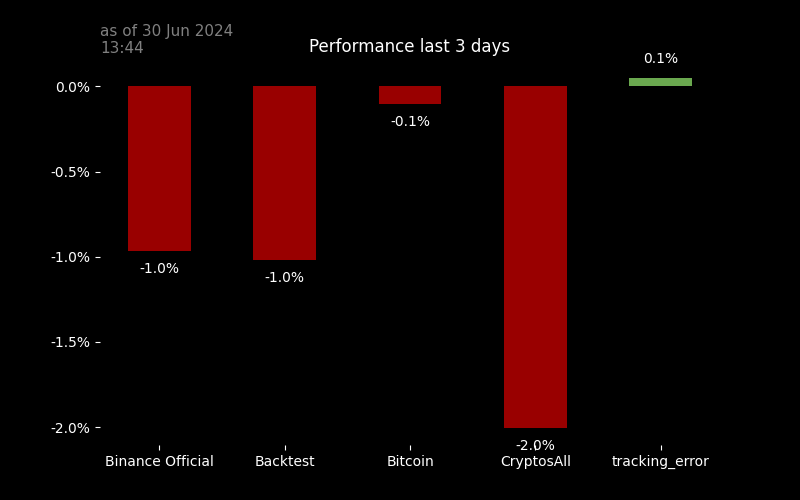 as of 30 Jun 2024
13:44
Performance last 3 days
0.1%
0.0%
-0.1%
-0.5%
-1.0%
-1.0%
-1.0%
-1.5%
-2.0%
-2.0%
Binance Official
Backtest
Bitcoin
CryptosAll
tracking_error